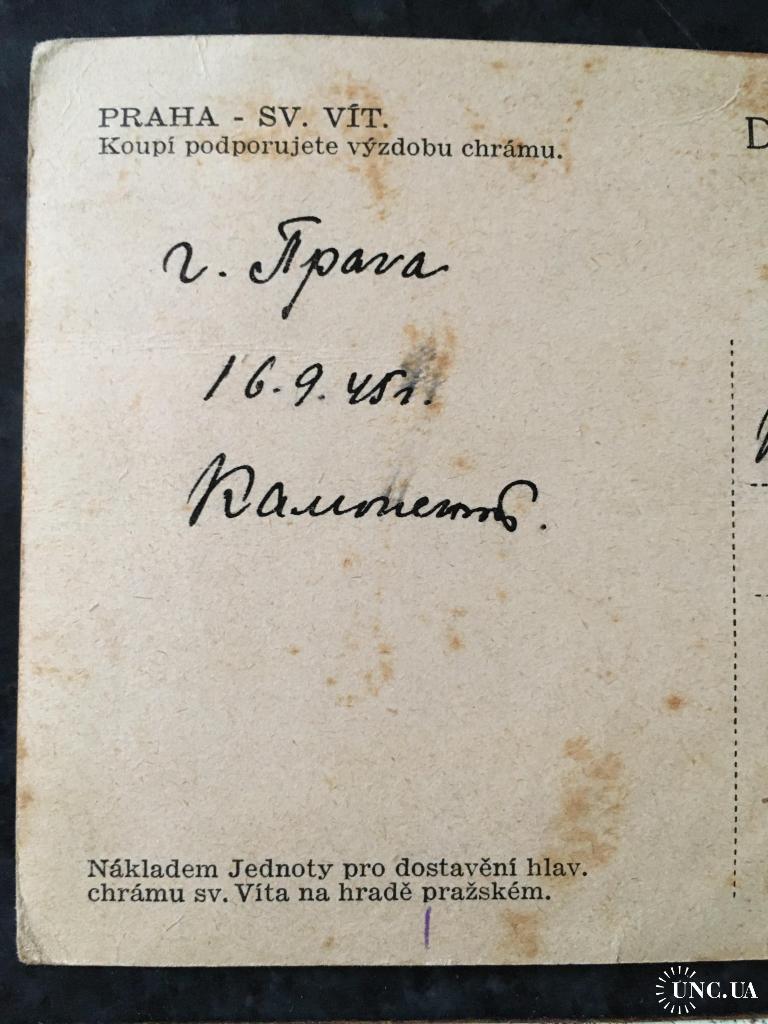 PRAHA - SV. VÍT.
Koupí podporujete výzdobu chrámu.
D
г. Прага
16.9.45г.
Nákladem Jednoty pro dostavění hlav.
chrámu sv. Víta na hradě pražském.
UNC.UA